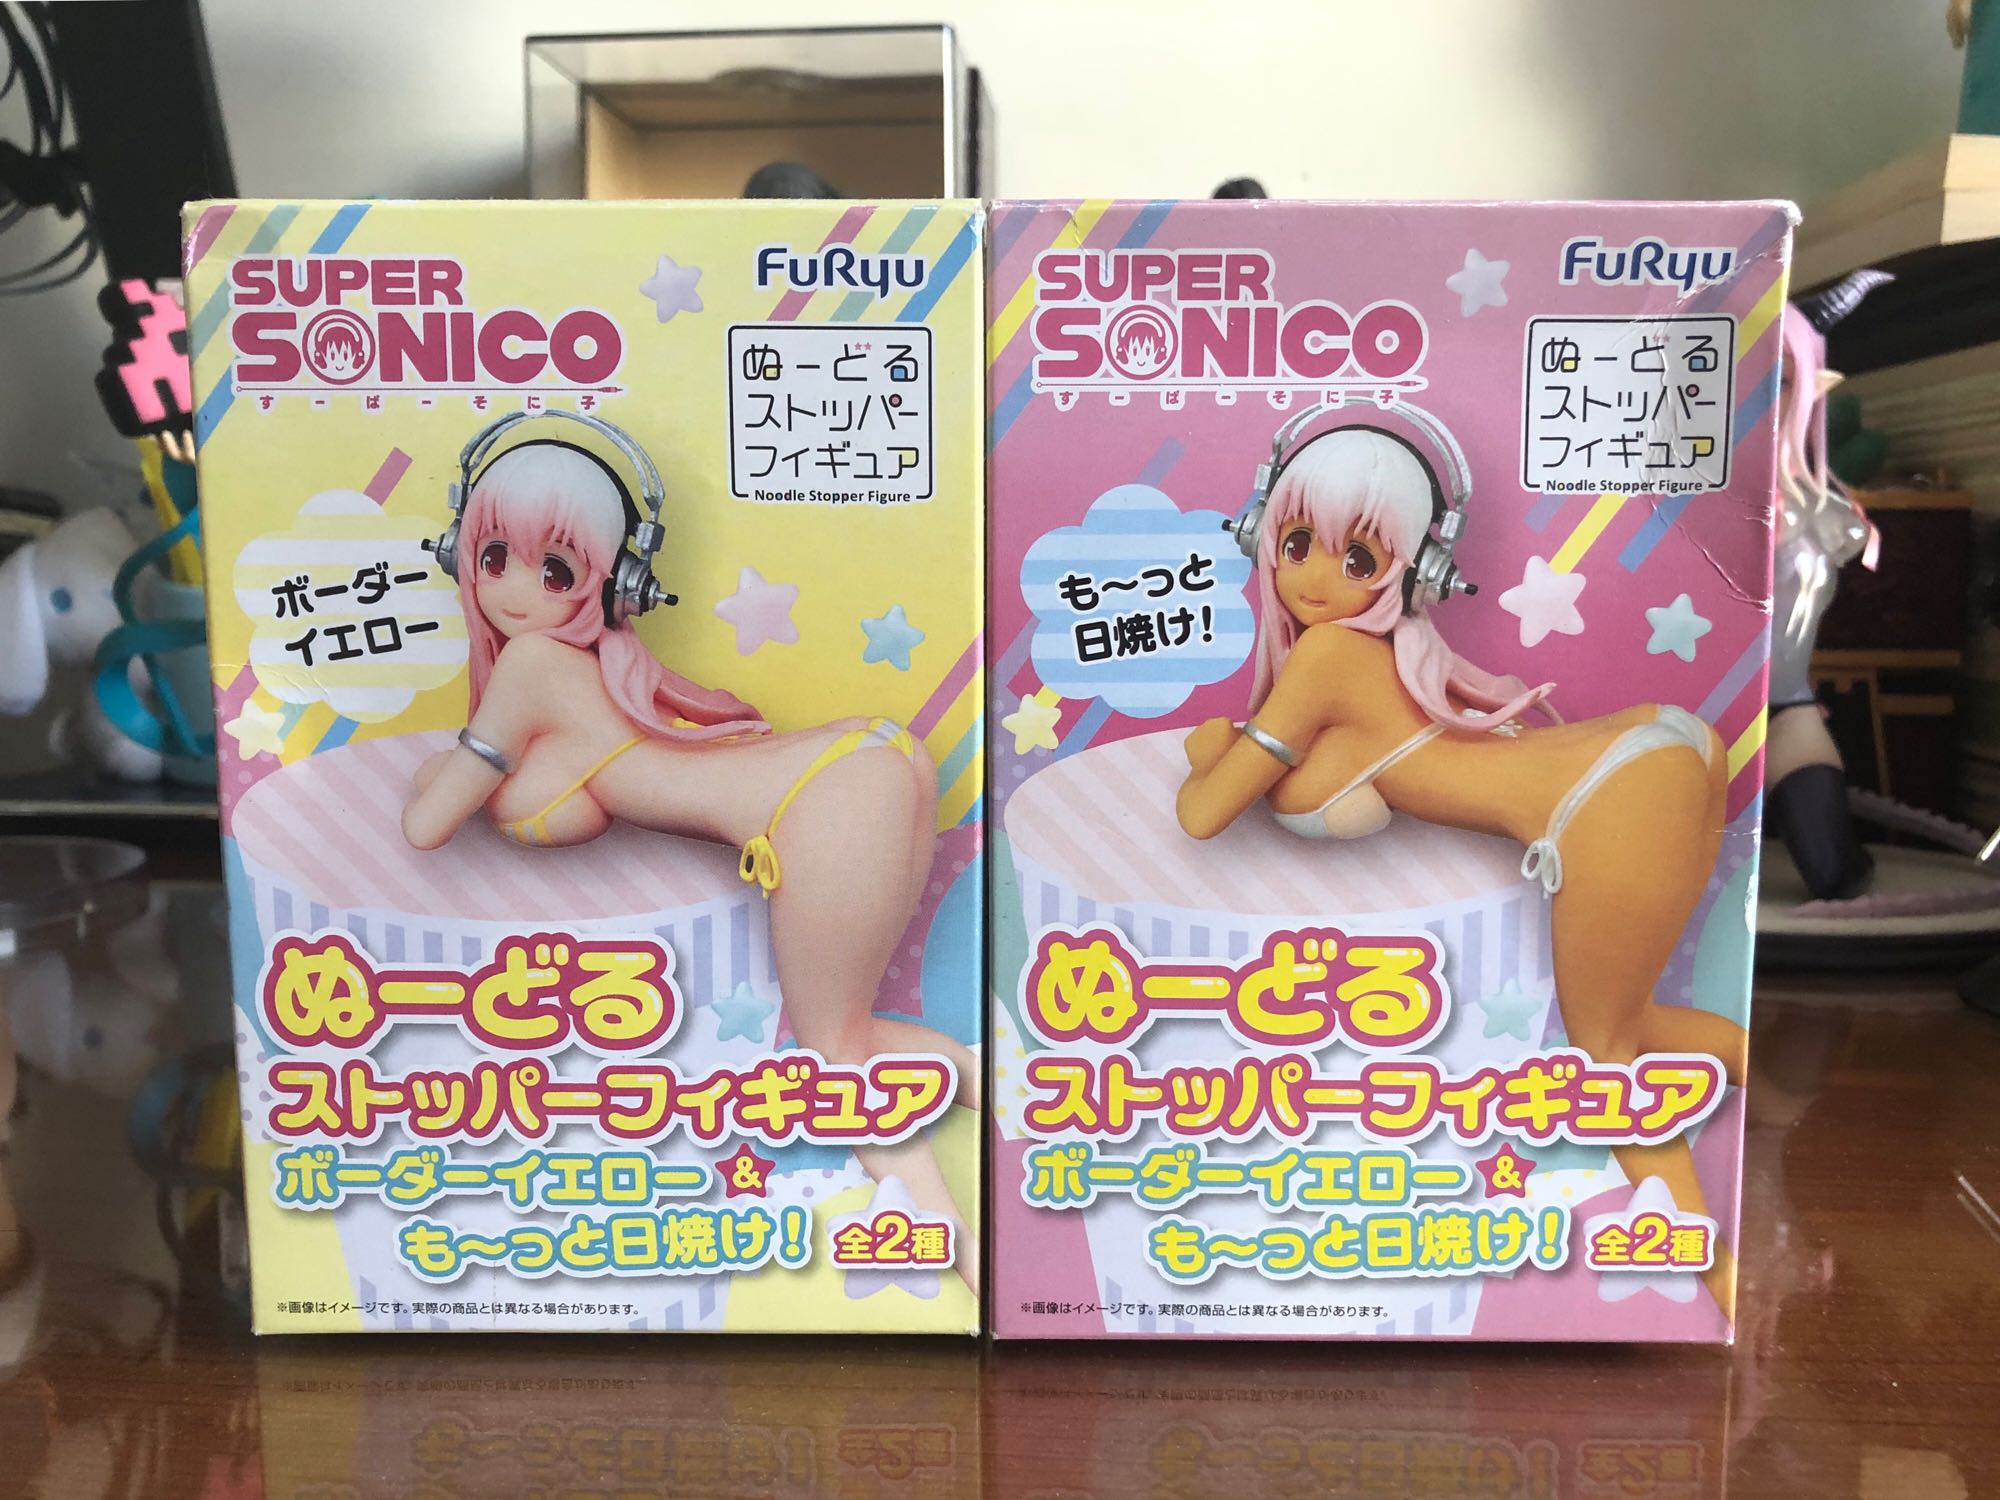 SUPER
SONICO
すーぱーそに子
FuRyu
ぬーどる
ストッパー
フィギュア
Noodle Stopper Figure
ボーダー
イエロー
ぬーどる
ストッパーフィギュア
ボーダーイエロー &
も〜っと日焼け! 全2種
※画像はイメージです。実際の商品とは異なる場合があります。
SUPER
SONICO
すーぱーそに子
FuRyu
ぬーどる
ストッパー
フィギュア
Noodle Stopper Figure
も〜っと
日焼け!
ぬーどる
ストッパーフィギュア
ボーダーイエロー &
も〜っと日焼け! 全2種
※画像はイメージです。実際の商品とは異なる場合があります。